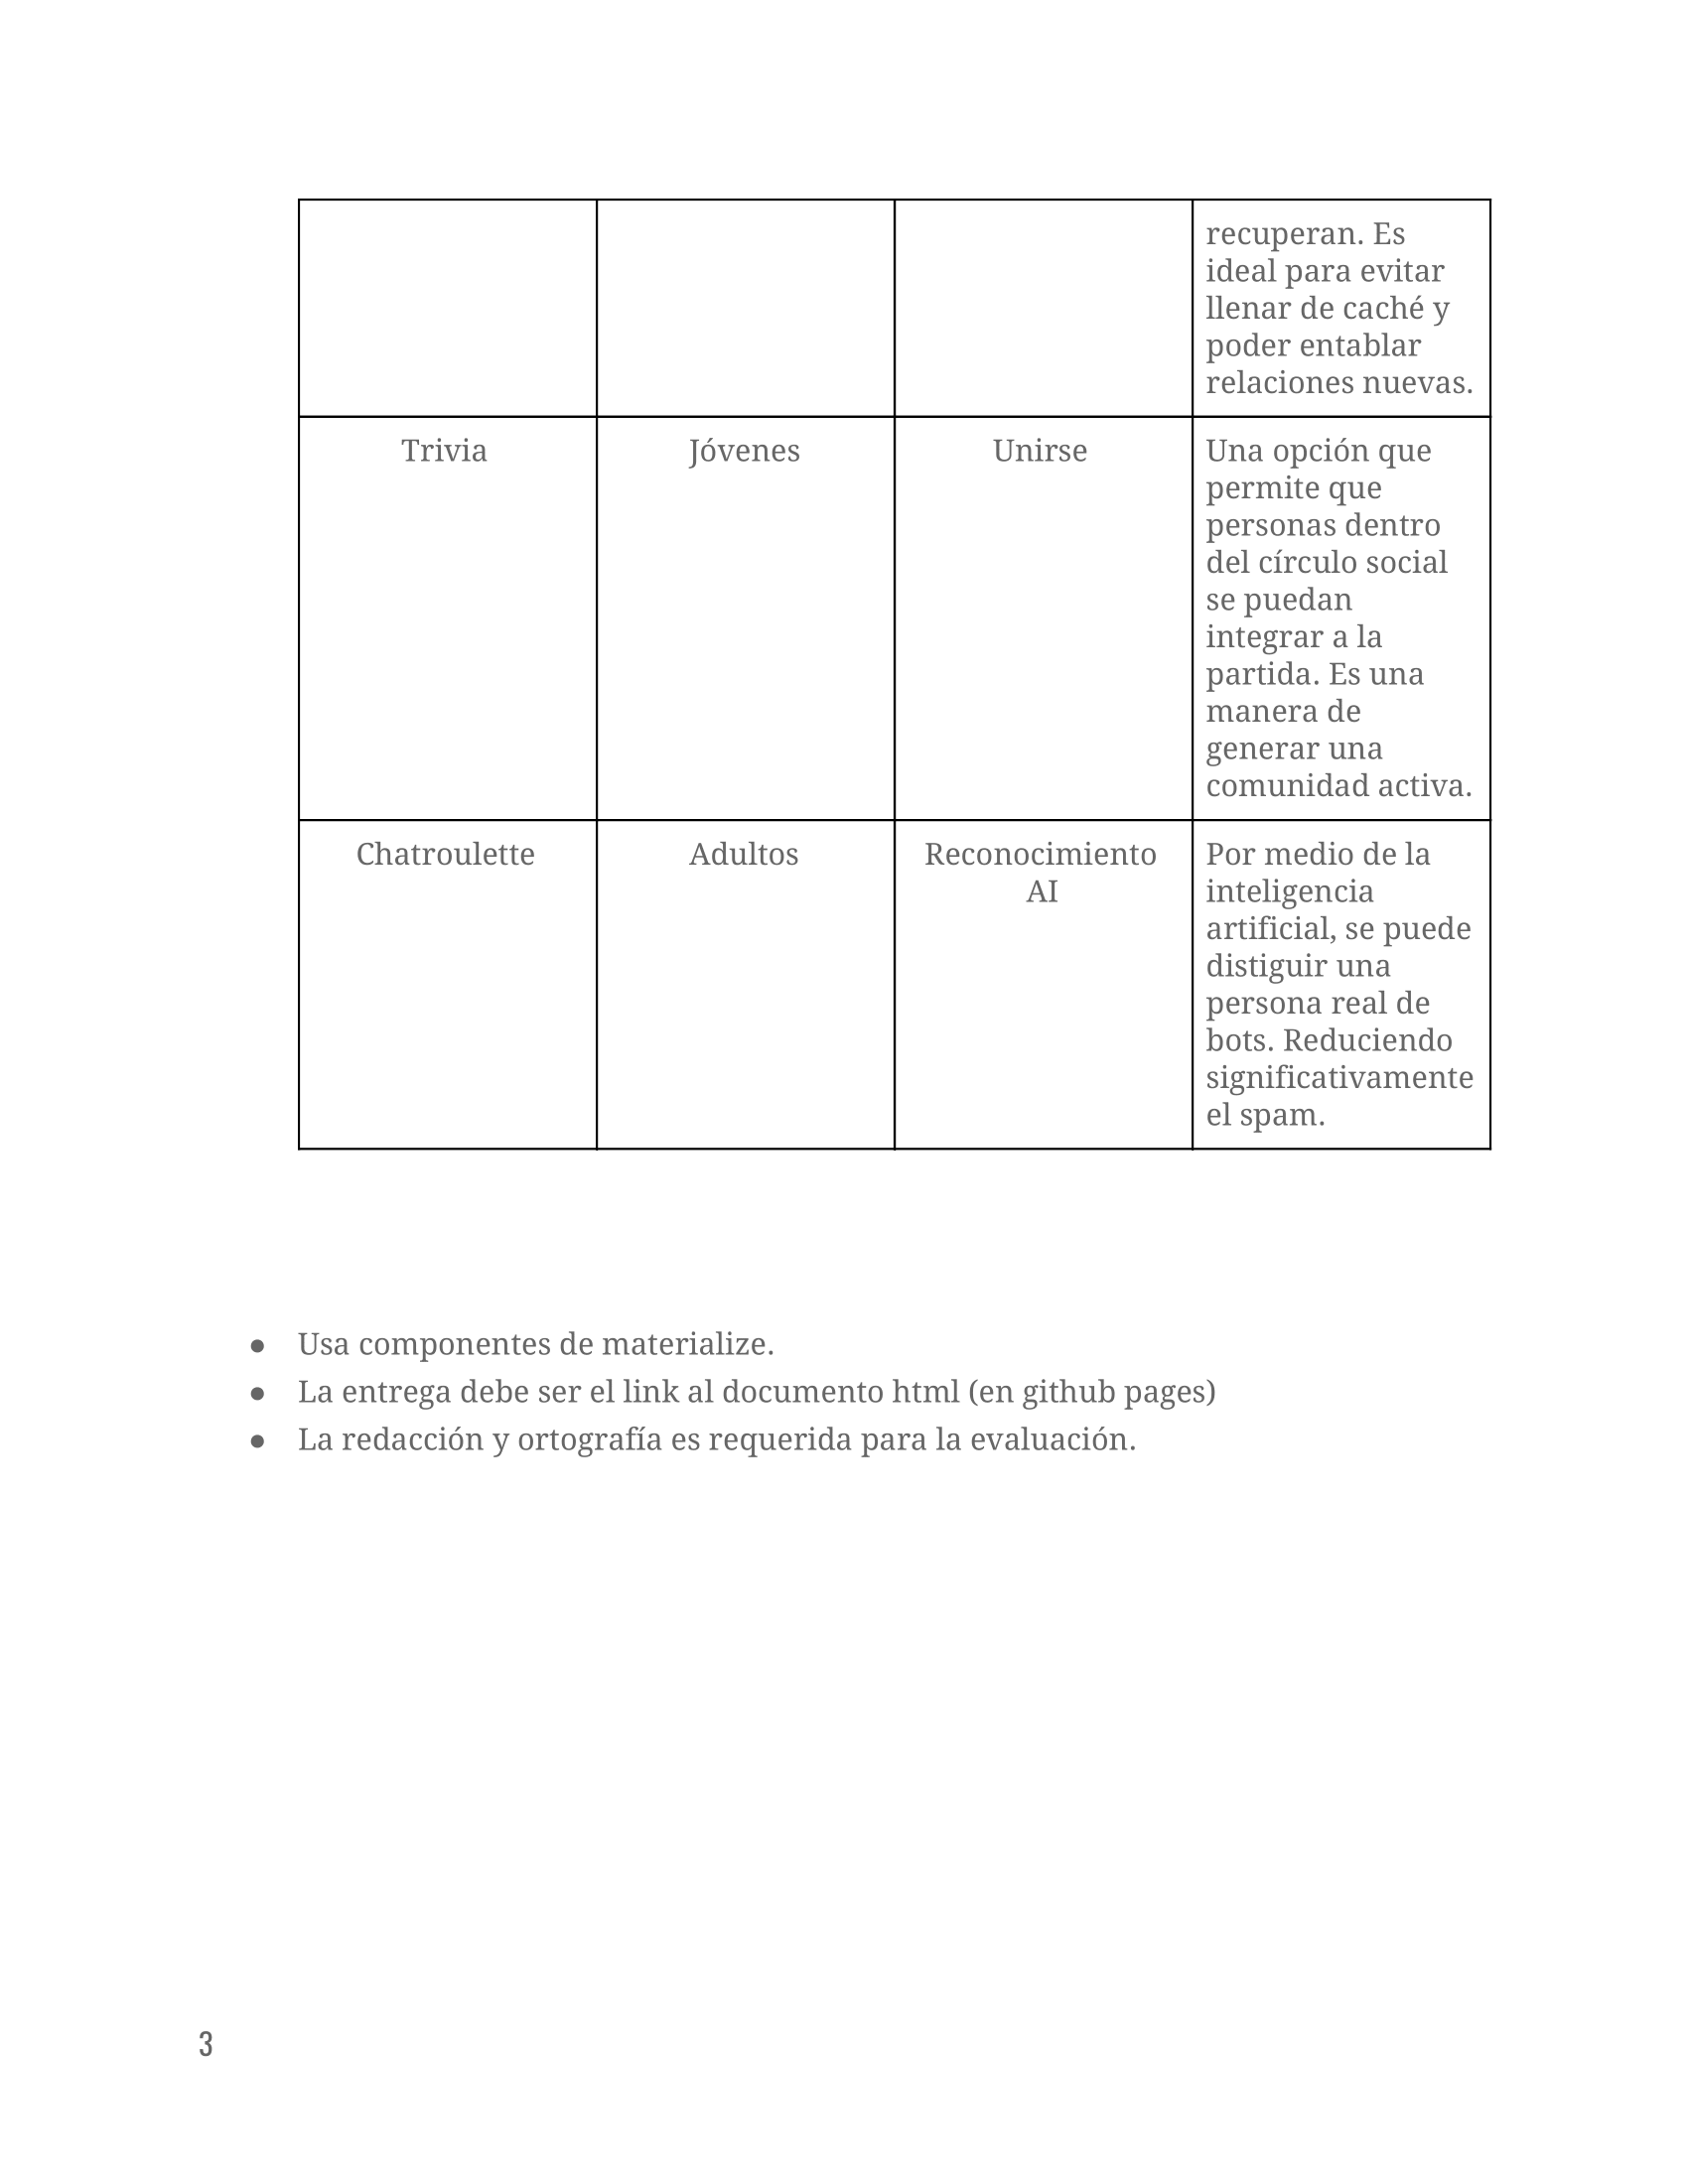 recuperan. Es
ideal para evitar
llenar de caché y
poder entablar
relaciones nuevas.
Trivia
Jóvenes
Unirse
Una opción que
permite que
personas dentro
del círculo social
se puedan
integrar a la
partida. Es una
manera de
generar una
comunidad activa.
Chatroulette
Adultos
Reconocimiento
AI
Por medio de la
inteligencia
artificial, se puede
distiguir una
persona real de
bots. Reduciendo
significativamente
el spam.
● Usa componentes de materialize.
● La entrega debe ser el link al documento html (en github pages)
● La redacción y ortografía es requerida para la evaluación.
3